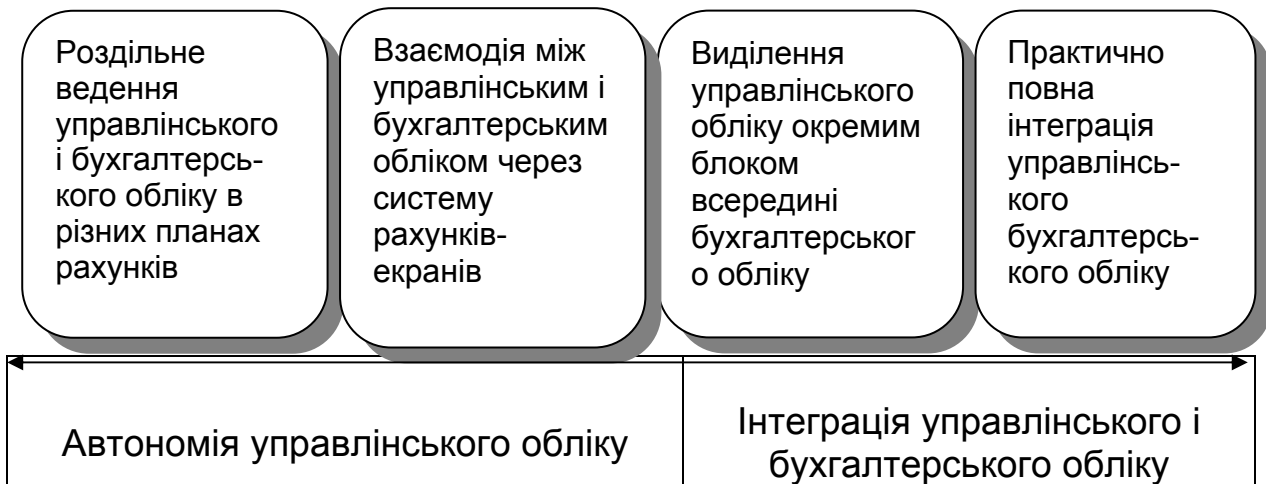 Роздільне
ведення
управлінського
і бухгалтерсь-
кого обліку в
різних планах
рахунків
Взаємодія між
управлінським і
бухгалтерським
обліком через
систему
рахунків-
екранів
Виділення
управлінського
обліку окремим
блоком
всередині
бухгалтерськог
о обліку
Практично
повна
інтеграція
управлінсь-
кого
бухгалтерсь-
кого обліку
Автономія управлінського обліку
Інтеграція управлінського і
бухгалтерського обліку